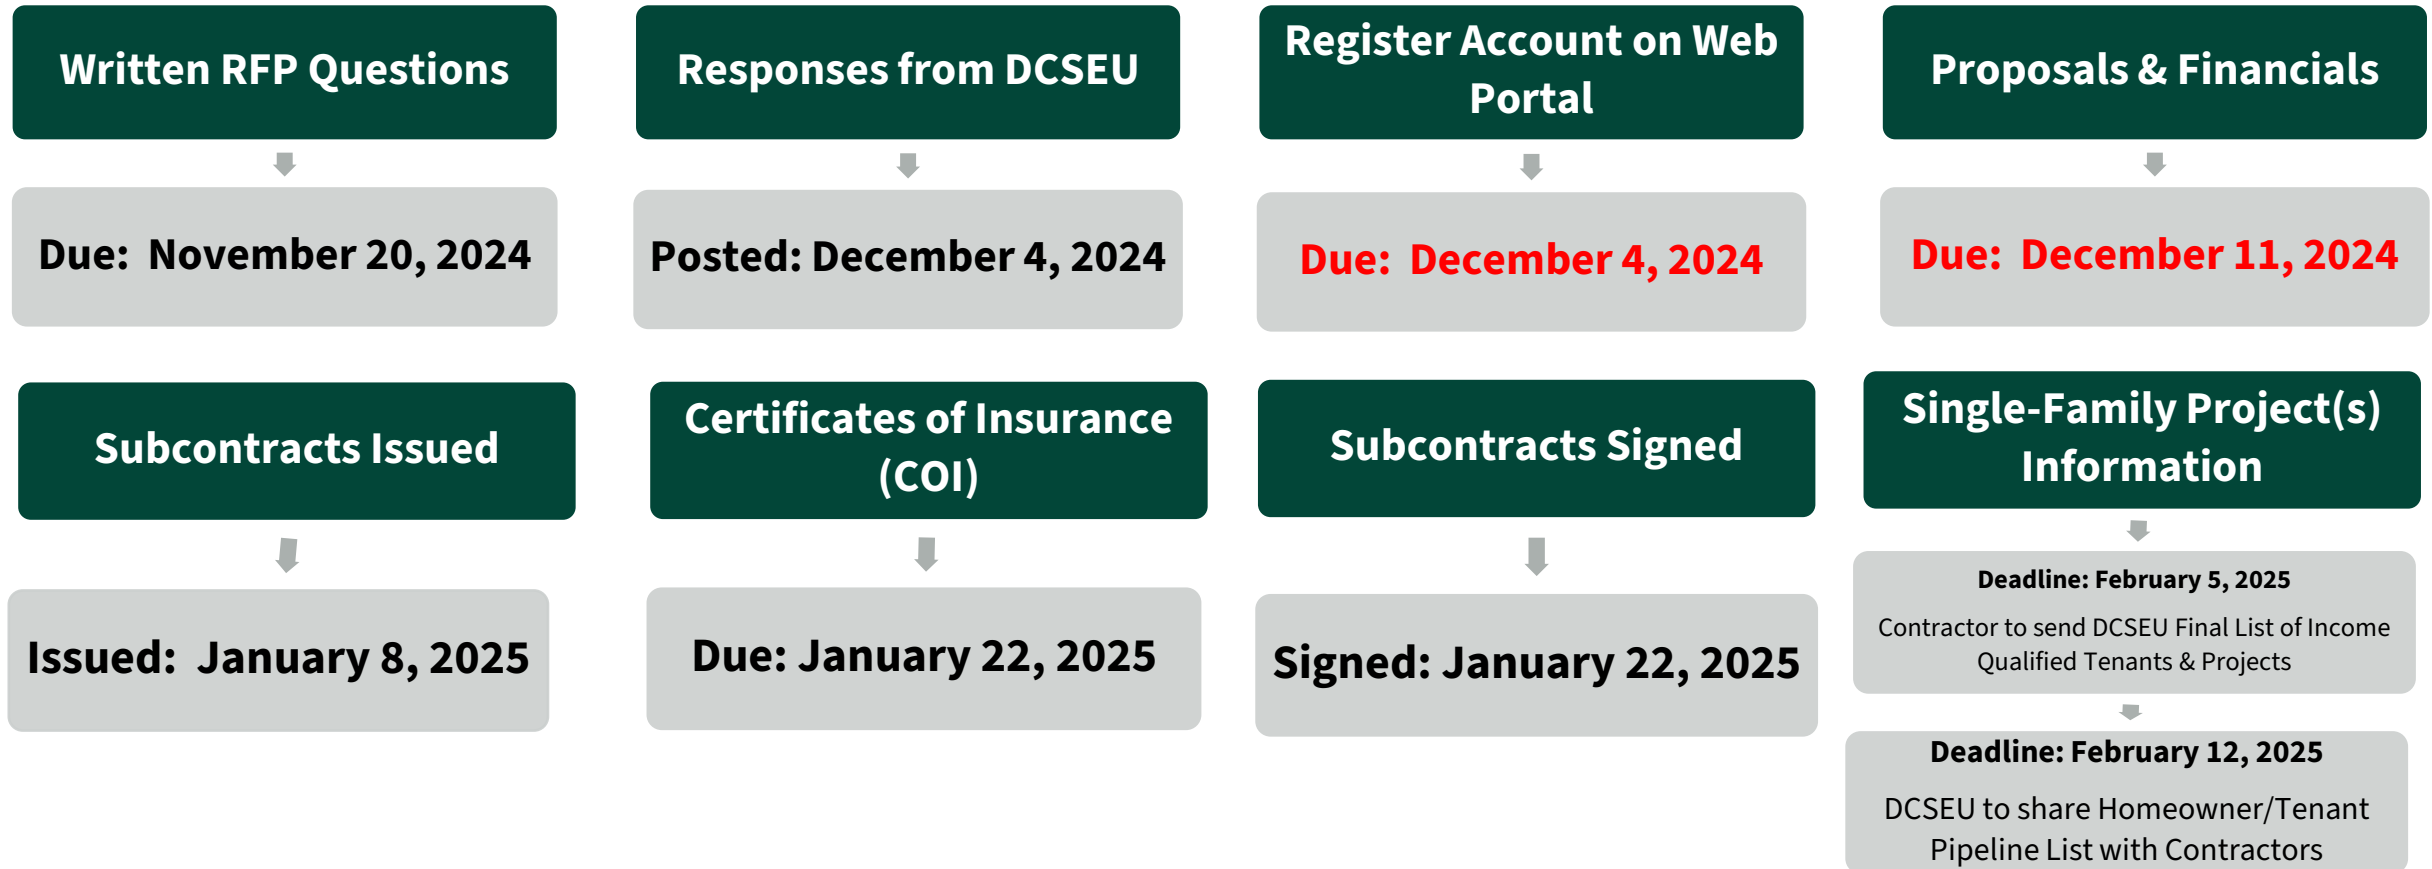 Written RFP Questions
Due:  November 20, 2024
Responses from DCSEU
Posted: December 4, 2024
Register Account on Web
Portal
Due:  December 4, 2024
Proposals & Financials
Due:  December 11, 2024
Subcontracts Issued
Issued:  January 8, 2025
Certificates of Insurance
(COI)
Due: January 22, 2025
Subcontracts Signed
Signed: January 22, 2025
Single-Family Project(s)
Information
Deadline: February 5, 2025
Contractor to send DCSEU Final List of Income
Qualified Tenants & Projects
Deadline: February 12, 2025
DCSEU to share Homeowner/Tenant
Pipeline List with Contractors